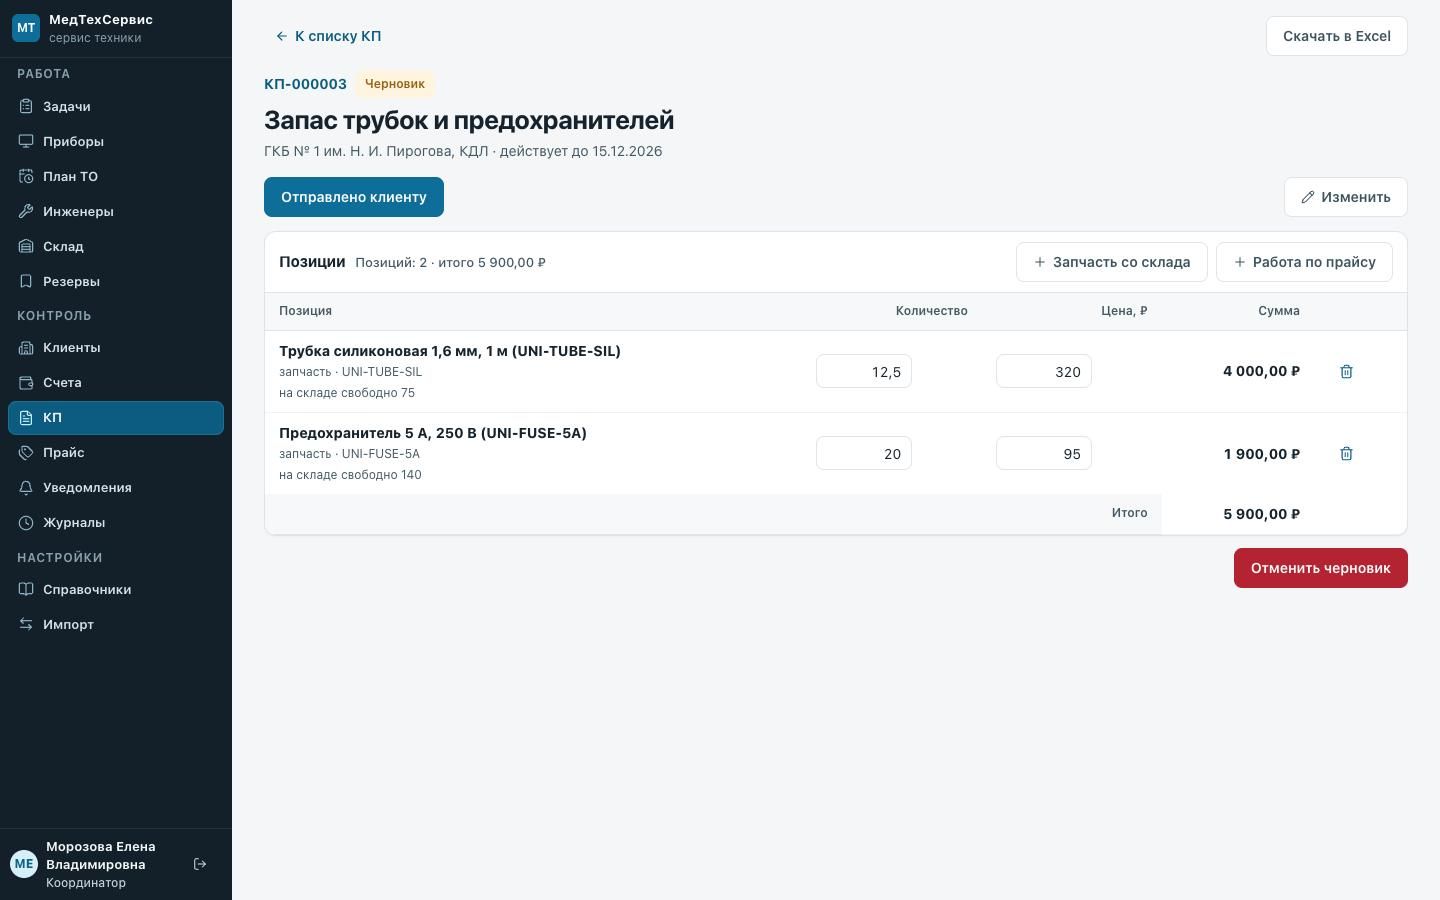 МТ
МедТехСервис
сервис техники
РАБОТА
Задачи
Приборы
План ТО
Инженеры
Склад
Резервы
КОНТРОЛЬ
Клиенты
Счета
КП
Прайс
Уведомления
Журналы
НАСТРОЙКИ
Справочники
Импорт
МЕ
Морозова Елена
Владимировна
Координатор
К списку КП
Скачать в Excel
КП-000003 Черновик
Запас трубок и предохранителей
ГКБ № 1 им. Н. И. Пирогова, КДЛ · действует до 15.12.2026
Отправлено клиенту
Изменить
Позиции Позиций: 2 · итого 5 900,00 ₽
Запчасть со склада
Работа по прайсу
Позиция Количество Цена, ₽ Сумма
Трубка силиконовая 1,6 мм, 1 м (UNI-TUBE-SIL)
запчасть · UNI-TUBE-SIL
на складе свободно 75
12,5 320 4 000,00 ₽
Предохранитель 5 А, 250 В (UNI-FUSE-5A)
запчасть · UNI-FUSE-5A
на складе свободно 140
20 95 1 900,00 ₽
Итого 5 900,00 ₽
Отменить черновик